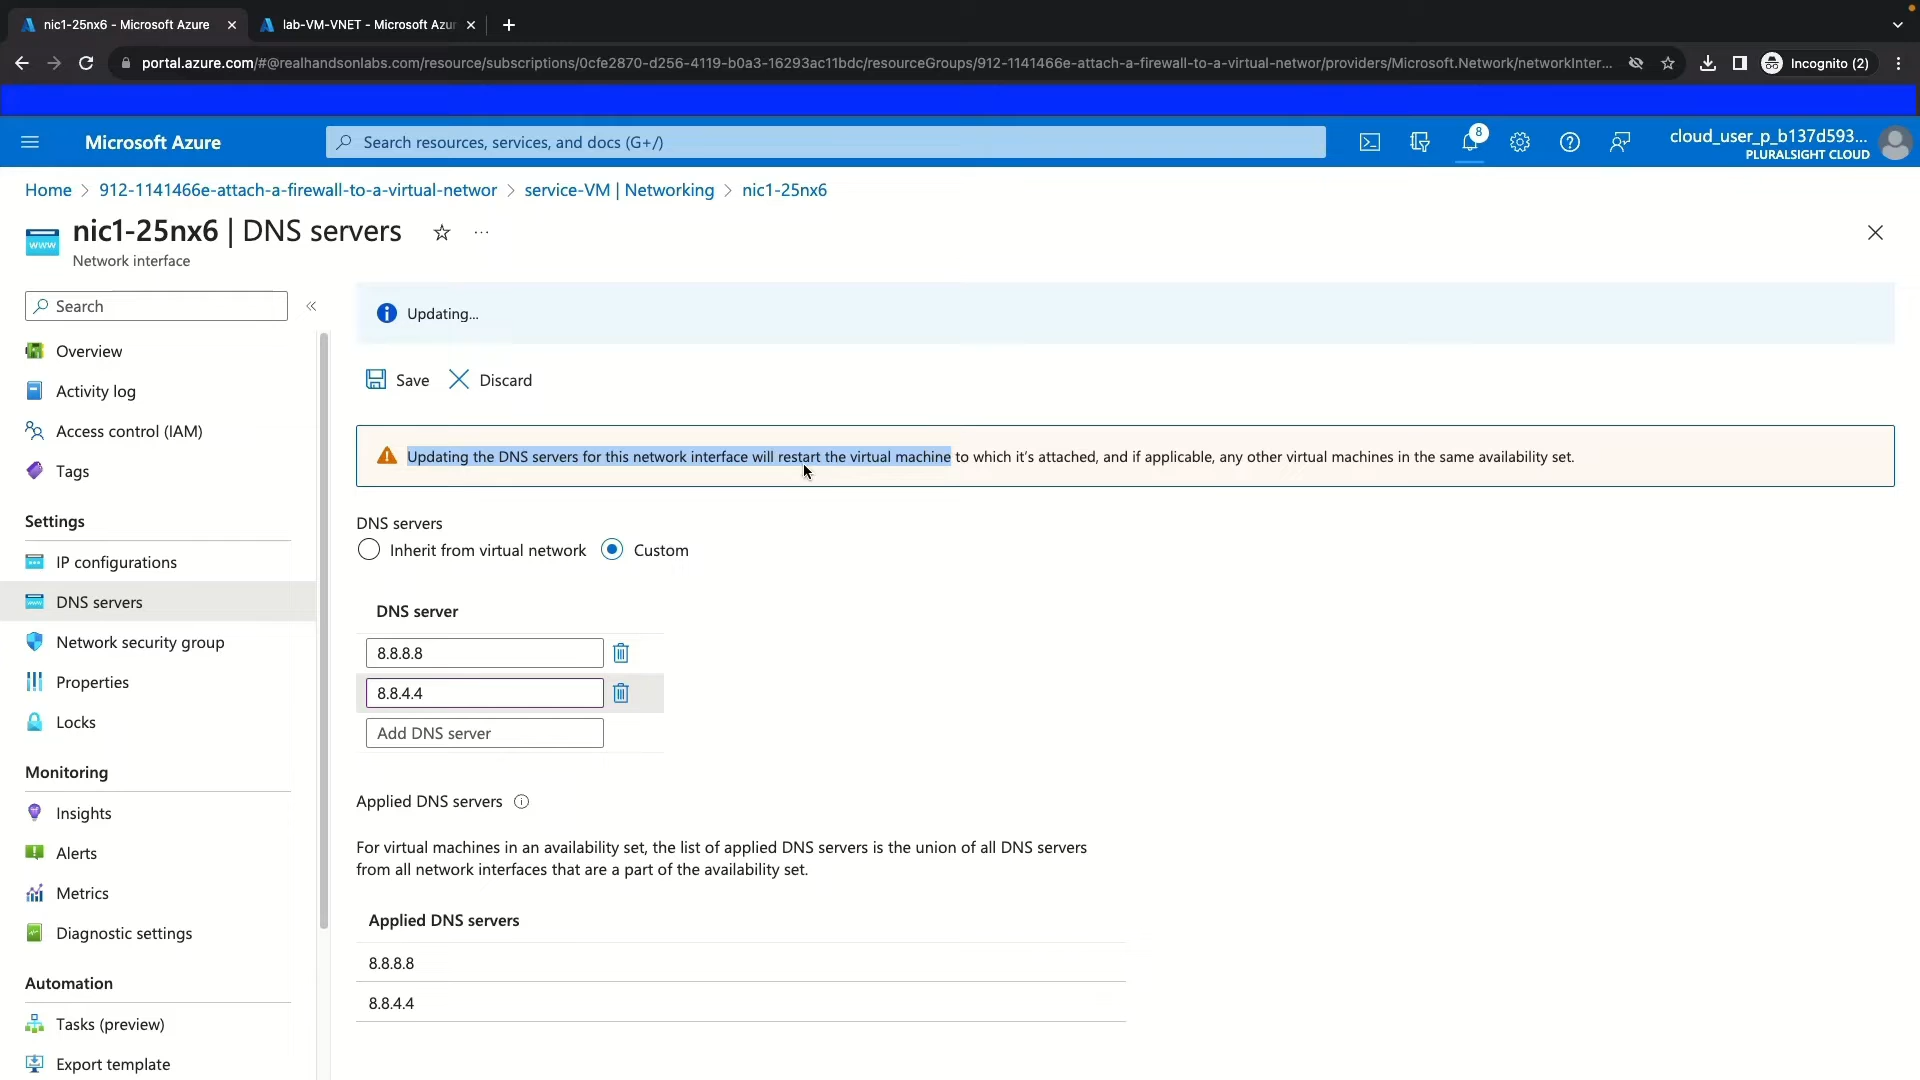 nic1-25nx6 - Microsoft Azure
lab-VM-VNET - Microsoft Azu
portal.azure.com/#@realhandsonlabs.com/resource/subscriptions/0cfe2870-d256-4119-b0a3-16293ac11bdc/resourceGroups/912-1141466e-attach-a-firewall-to-a-virtual-networ/providers/Microsoft.Network/networkInter...
Incognito (2)
Microsoft Azure
Search resources, services, and docs (G+/)
8
cloud_user_p_b137d593...
PLURALSIGHT CLOUD
Home > 912-1141466e-attach-a-firewall-to-a-virtual-networ > service-VM | Networking > nic1-25nx6
www
nic1-25nx6 | DNS servers
Network interface
Search
Overview
Activity log
Access control (IAM)
Tags
Settings
IP configurations
DNS servers
Network security group
Properties
Locks
Monitoring
Insights
Alerts
Metrics
Diagnostic settings
Automation
Tasks (preview)
Export template
Updating...
Save
Discard
Updating the DNS servers for this network interface will restart the virtual machine to which it's attached, and if applicable, any other virtual machines in the same availability set.
DNS servers
Inherit from virtual network
Custom
DNS server
8.8.8.8
8.8.4.4
Add DNS server
Applied DNS servers
For virtual machines in an availability set, the list of applied DNS servers is the union of all DNS servers
from all network interfaces that are a part of the availability set.
Applied DNS servers
8.8.8.8
8.8.4.4